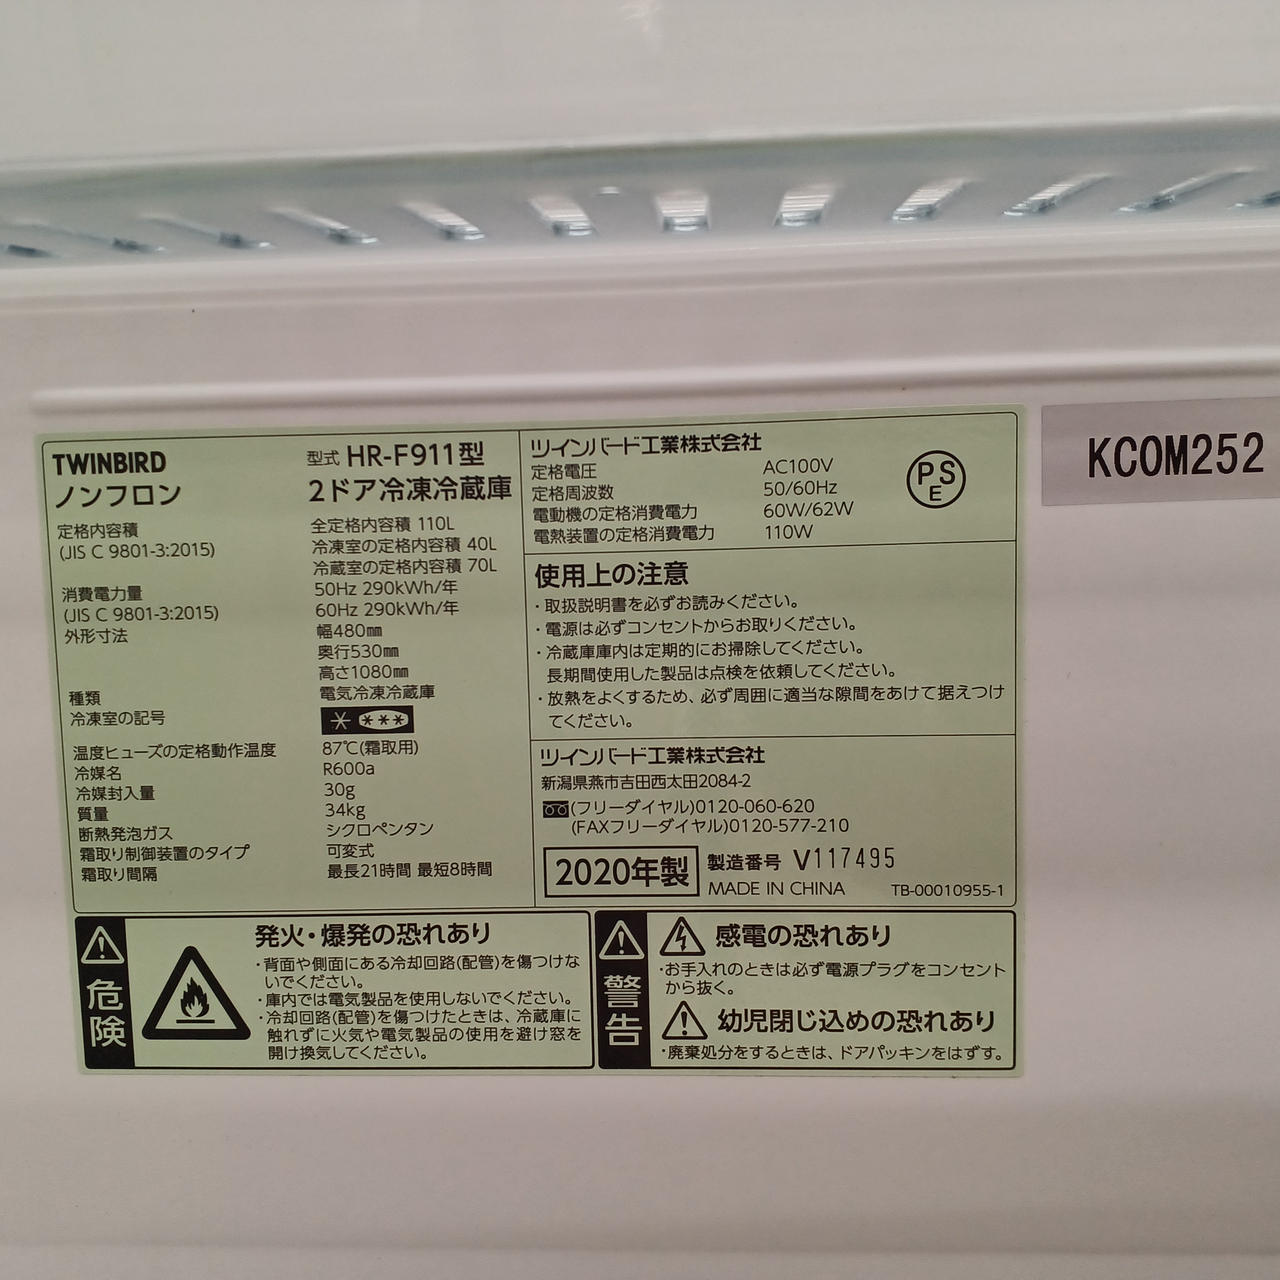 TWINBIRD
ノンフロン
型式 HR-F911型
2ドア冷凍冷蔵庫
定格内容積
(JIS C 9801-3:2015)
全定格内容積 110L
冷凍室の定格内容積 40L
冷蔵室の定格内容積 70L
消費電力量
(JIS C 9801-3:2015)
50Hz 290kWh/年
60Hz 290kWh/年
外形寸法
幅480㎜
奥行530㎜
高さ1080㎜
種類 電気冷凍冷蔵庫
冷凍室の記号 * ***
温度ヒューズの定格動作温度 87℃(霜取用)
冷媒名 R600a
冷媒封入量 30g
質量 34kg
断熱発泡ガス シクロペンタン
霜取り制御装置のタイプ 可変式
霜取り間隔 最長21時間 最短8時間
ツインバード工業株式会社
定格電圧 AC100V
定格周波数 50/60Hz
電動機の定格消費電力 60W/62W
電熱装置の定格消費電力 110W
PSE
使用上の注意
・取扱説明書を必ずお読みください。
・電源は必ずコンセントからお取りください。
・冷蔵庫庫内は定期的にお掃除してください。
長期間使用した製品は点検を依頼してください。
・放熱をよくするため、必ず周囲に適当な隙間をあけて据えつけ
てください。
ツインバード工業株式会社
新潟県燕市吉田西太田2084-2
(フリーダイヤル)0120-060-620
(FAXフリーダイヤル)0120-577-210
2020年製 製造番号 V117495
MADE IN CHINA TB-00010955-1
危険
発火・爆発の恐れあり
・背面や側面にある冷却回路(配管)を傷つけな
いでください。
・庫内では電気製品を使用しないでください。
・冷却回路(配管)を傷つけたときは、冷蔵庫に
触れずに火気や電気製品の使用を避け窓を
開け換気してください。
警告
感電の恐れあり
・お手入れのときは必ず電源プラグをコンセント
から抜く。
幼児閉じ込めの恐れあり
・廃棄処分をするときは、ドアパッキンをはずす。
KCOM252